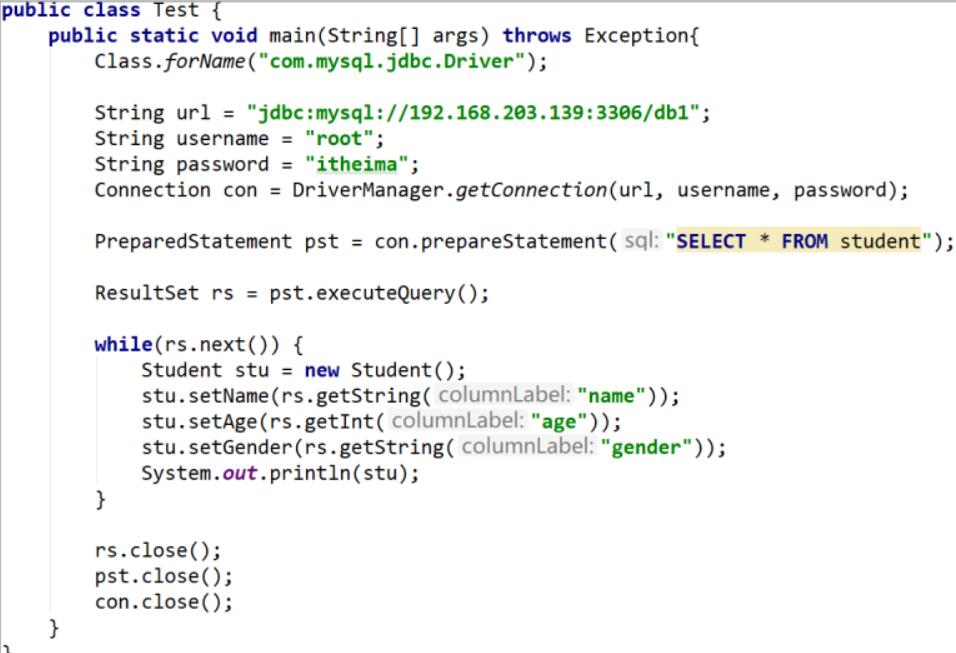 public class Test {
public static void main(String[] args) throws Exception{
Class.forName("com.mysql.jdbc.Driver");
String url = "jdbc:mysql://192.168.203.139:3306/db1";
String username = "root";
String password = "itheima";
Connection con = DriverManager.getConnection(url, username, password);
PreparedStatement pst = con.prepareStatement( sql: "SELECT * FROM student");
ResultSet rs = pst.executeQuery();
while(rs.next()) {
Student stu = new Student();
stu.setName(rs.getString( columnLabel: "name"));
stu.setAge(rs.getInt( columnLabel: "age"));
stu.setGender(rs.getString( columnLabel: "gender"));
System.out.println(stu);
}
rs.close();
pst.close();
con.close();
}
}